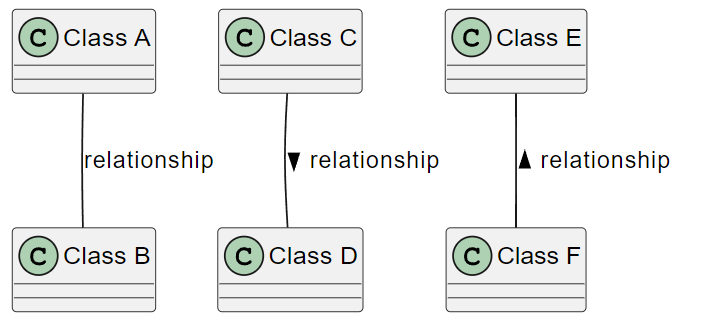 C Class A
C Class C
C Class E
relationship
relationship
relationship
C Class B
C Class D
C Class F